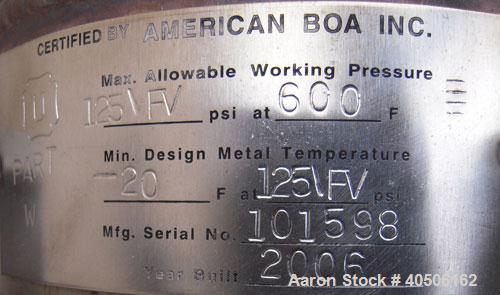 CERTIFIED BY AMERICAN BOA INC.
Max. Allowable Working Pressure
U
125\FV psi at 600 F
Min. Design Metal Temperature
PART
-20 F at 125\FV psi
W
Mfg. Serial No. 101598
Year Built 2006
Aaron Stock # 40506162